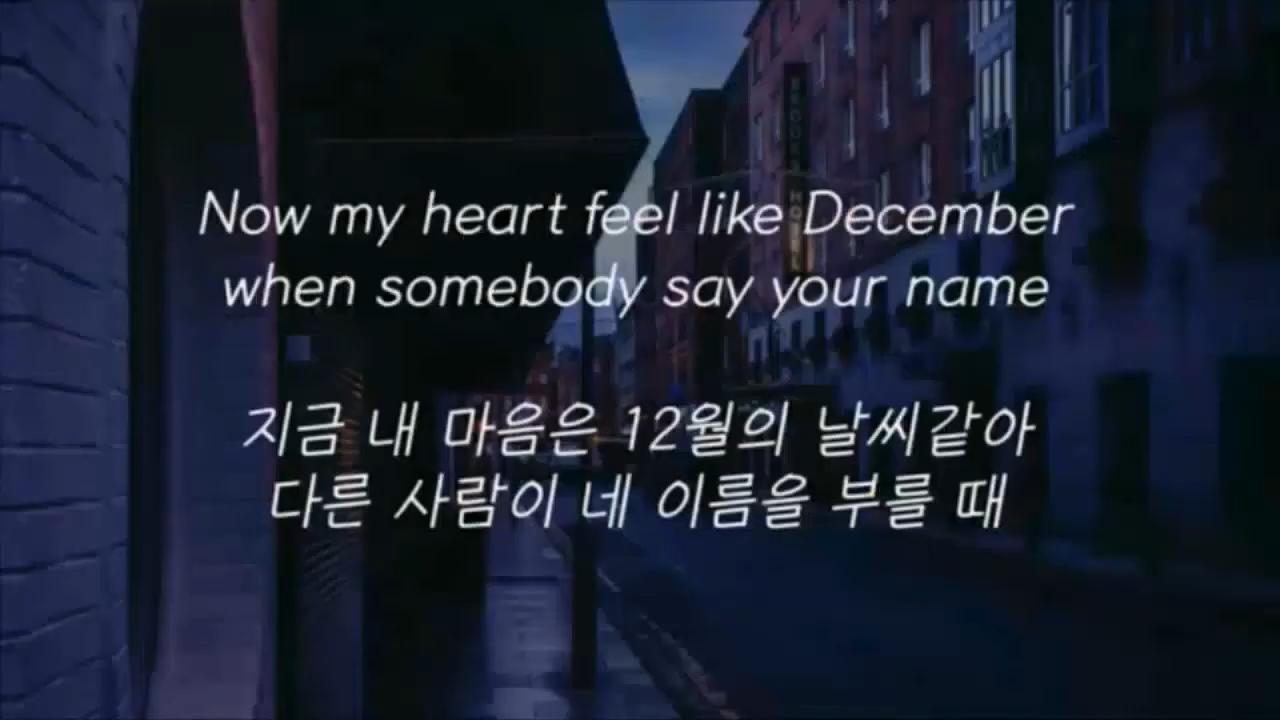 Now my heart feel like December
when somebody say your name
지금 내 마음은 12월의 날씨같아
다른 사람이 네 이름을 부를 때